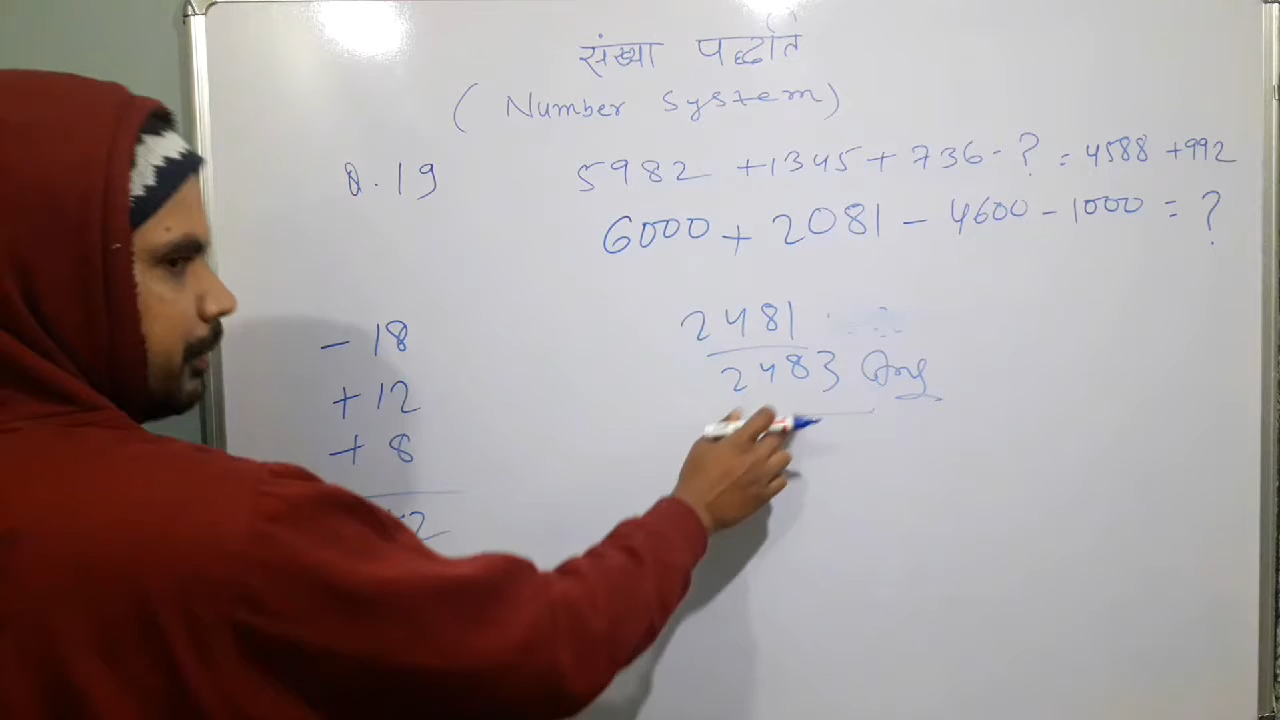 संख्या पद्धति
( Number System )
Q. 19
5982 + 1345 + 736 - ? = 4588 + 992
6000 + 2081 - 4600 - 1000 = ?
2481
2483 Ans
- 18
+ 12
+ 8